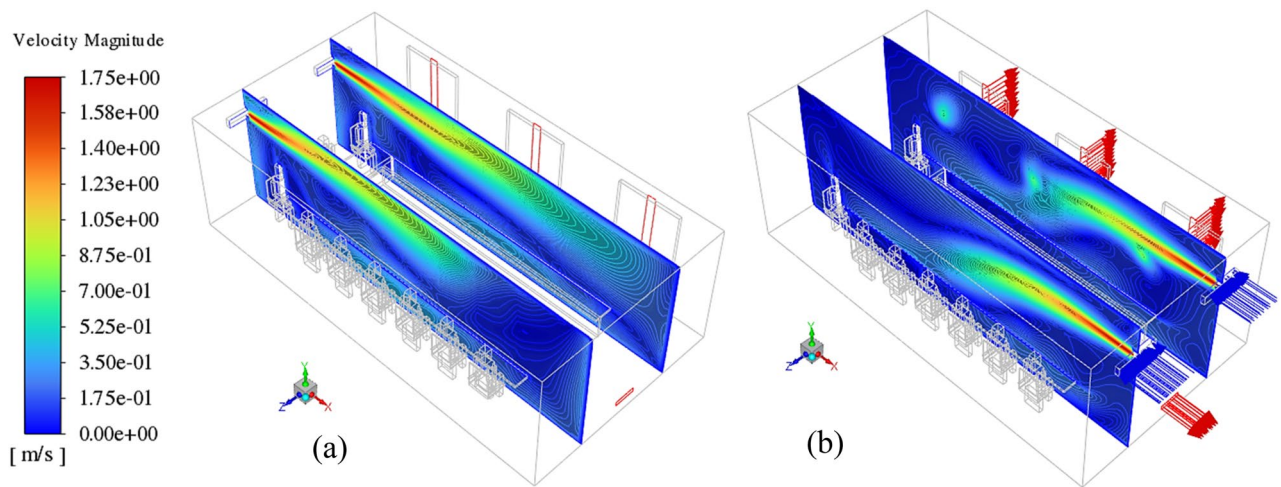 Velocity Magnitude
1.75e+00
1.58e+00
1.40e+00
1.23e+00
1.05e+00
8.75e-01
7.00e-01
5.25e-01
3.50e-01
1.75e-01
0.00e+00
[ m/s ]
Y
Z
X
(a)
Y
Z
X
(b)